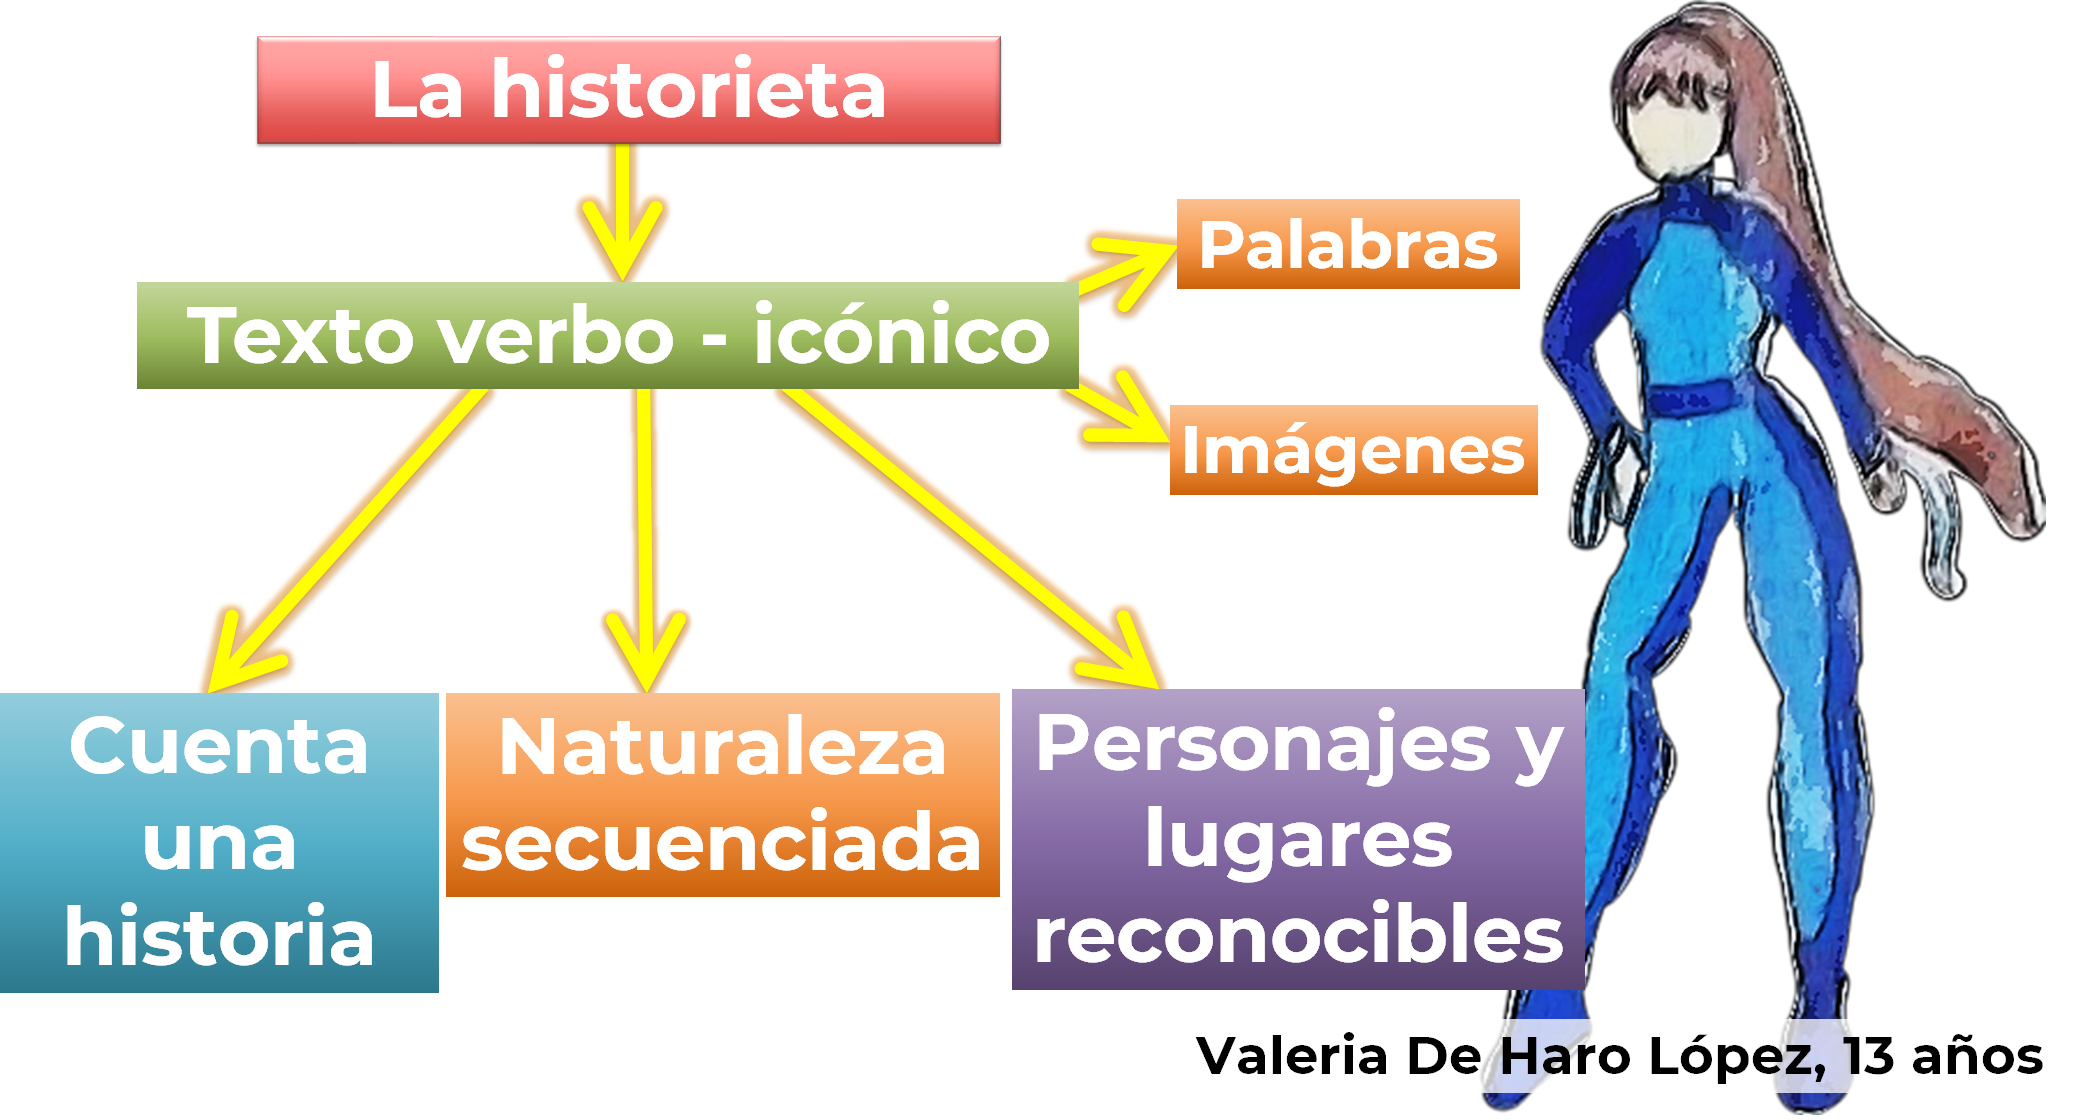 La historieta
Palabras
Texto verbo - icónico
Imágenes
Cuenta
una
historia
Naturaleza
secuenciada
Personajes y
lugares
reconocibles
Valeria De Haro López, 13 años